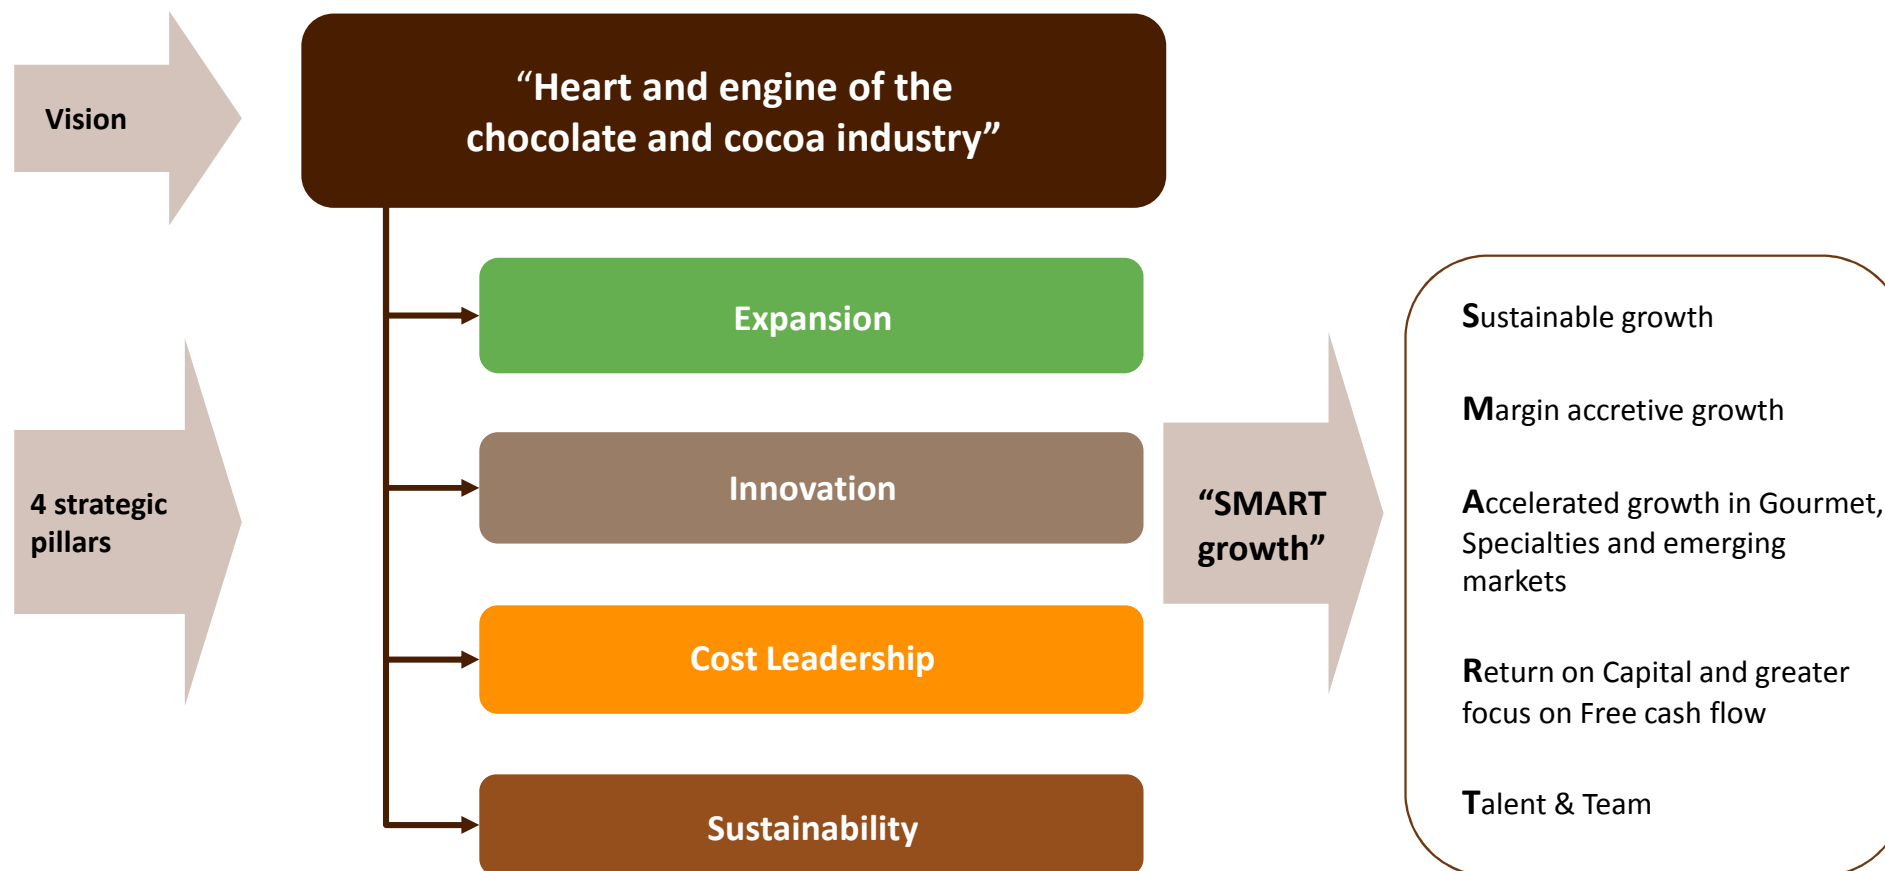 Vision
“Heart and engine of the
chocolate and cocoa industry”
4 strategic
pillars
Expansion
Innovation
Cost Leadership
Sustainability
“SMART
growth”
Sustainable growth
Margin accretive growth
Accelerated growth in Gourmet,
Specialties and emerging
markets
Return on Capital and greater
focus on Free cash flow
Talent & Team